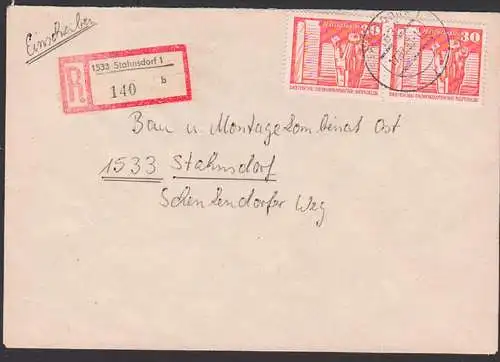 Einschreiben
R
1533 Stahnsdorf 1
140 b
30
DEUTSCHE DEMOKRATISCHE REPUBLIK
30
DEUTSCHE DEMOKRATISCHE REPUBLIK
Bau u Montagekombinat Ost
1533 Stahnsdorf
Schenkendorfer Weg